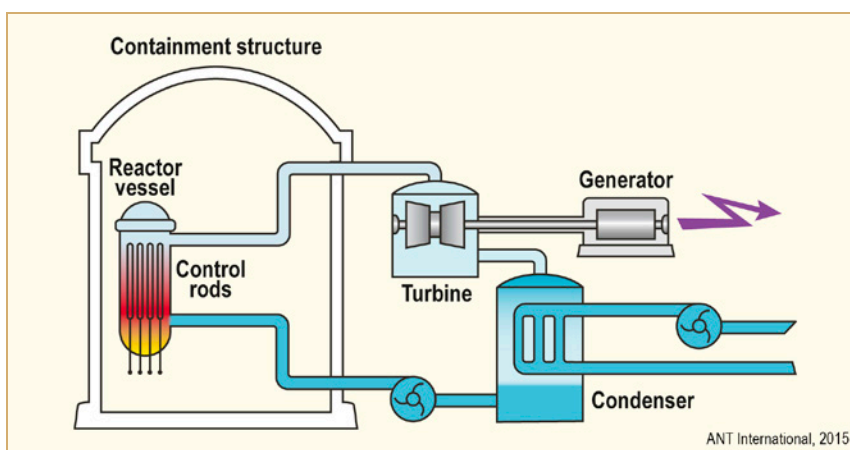 Containment structure
Reactor
vessel
Control
rods
Turbine
Generator
Condenser
ANT International, 2015